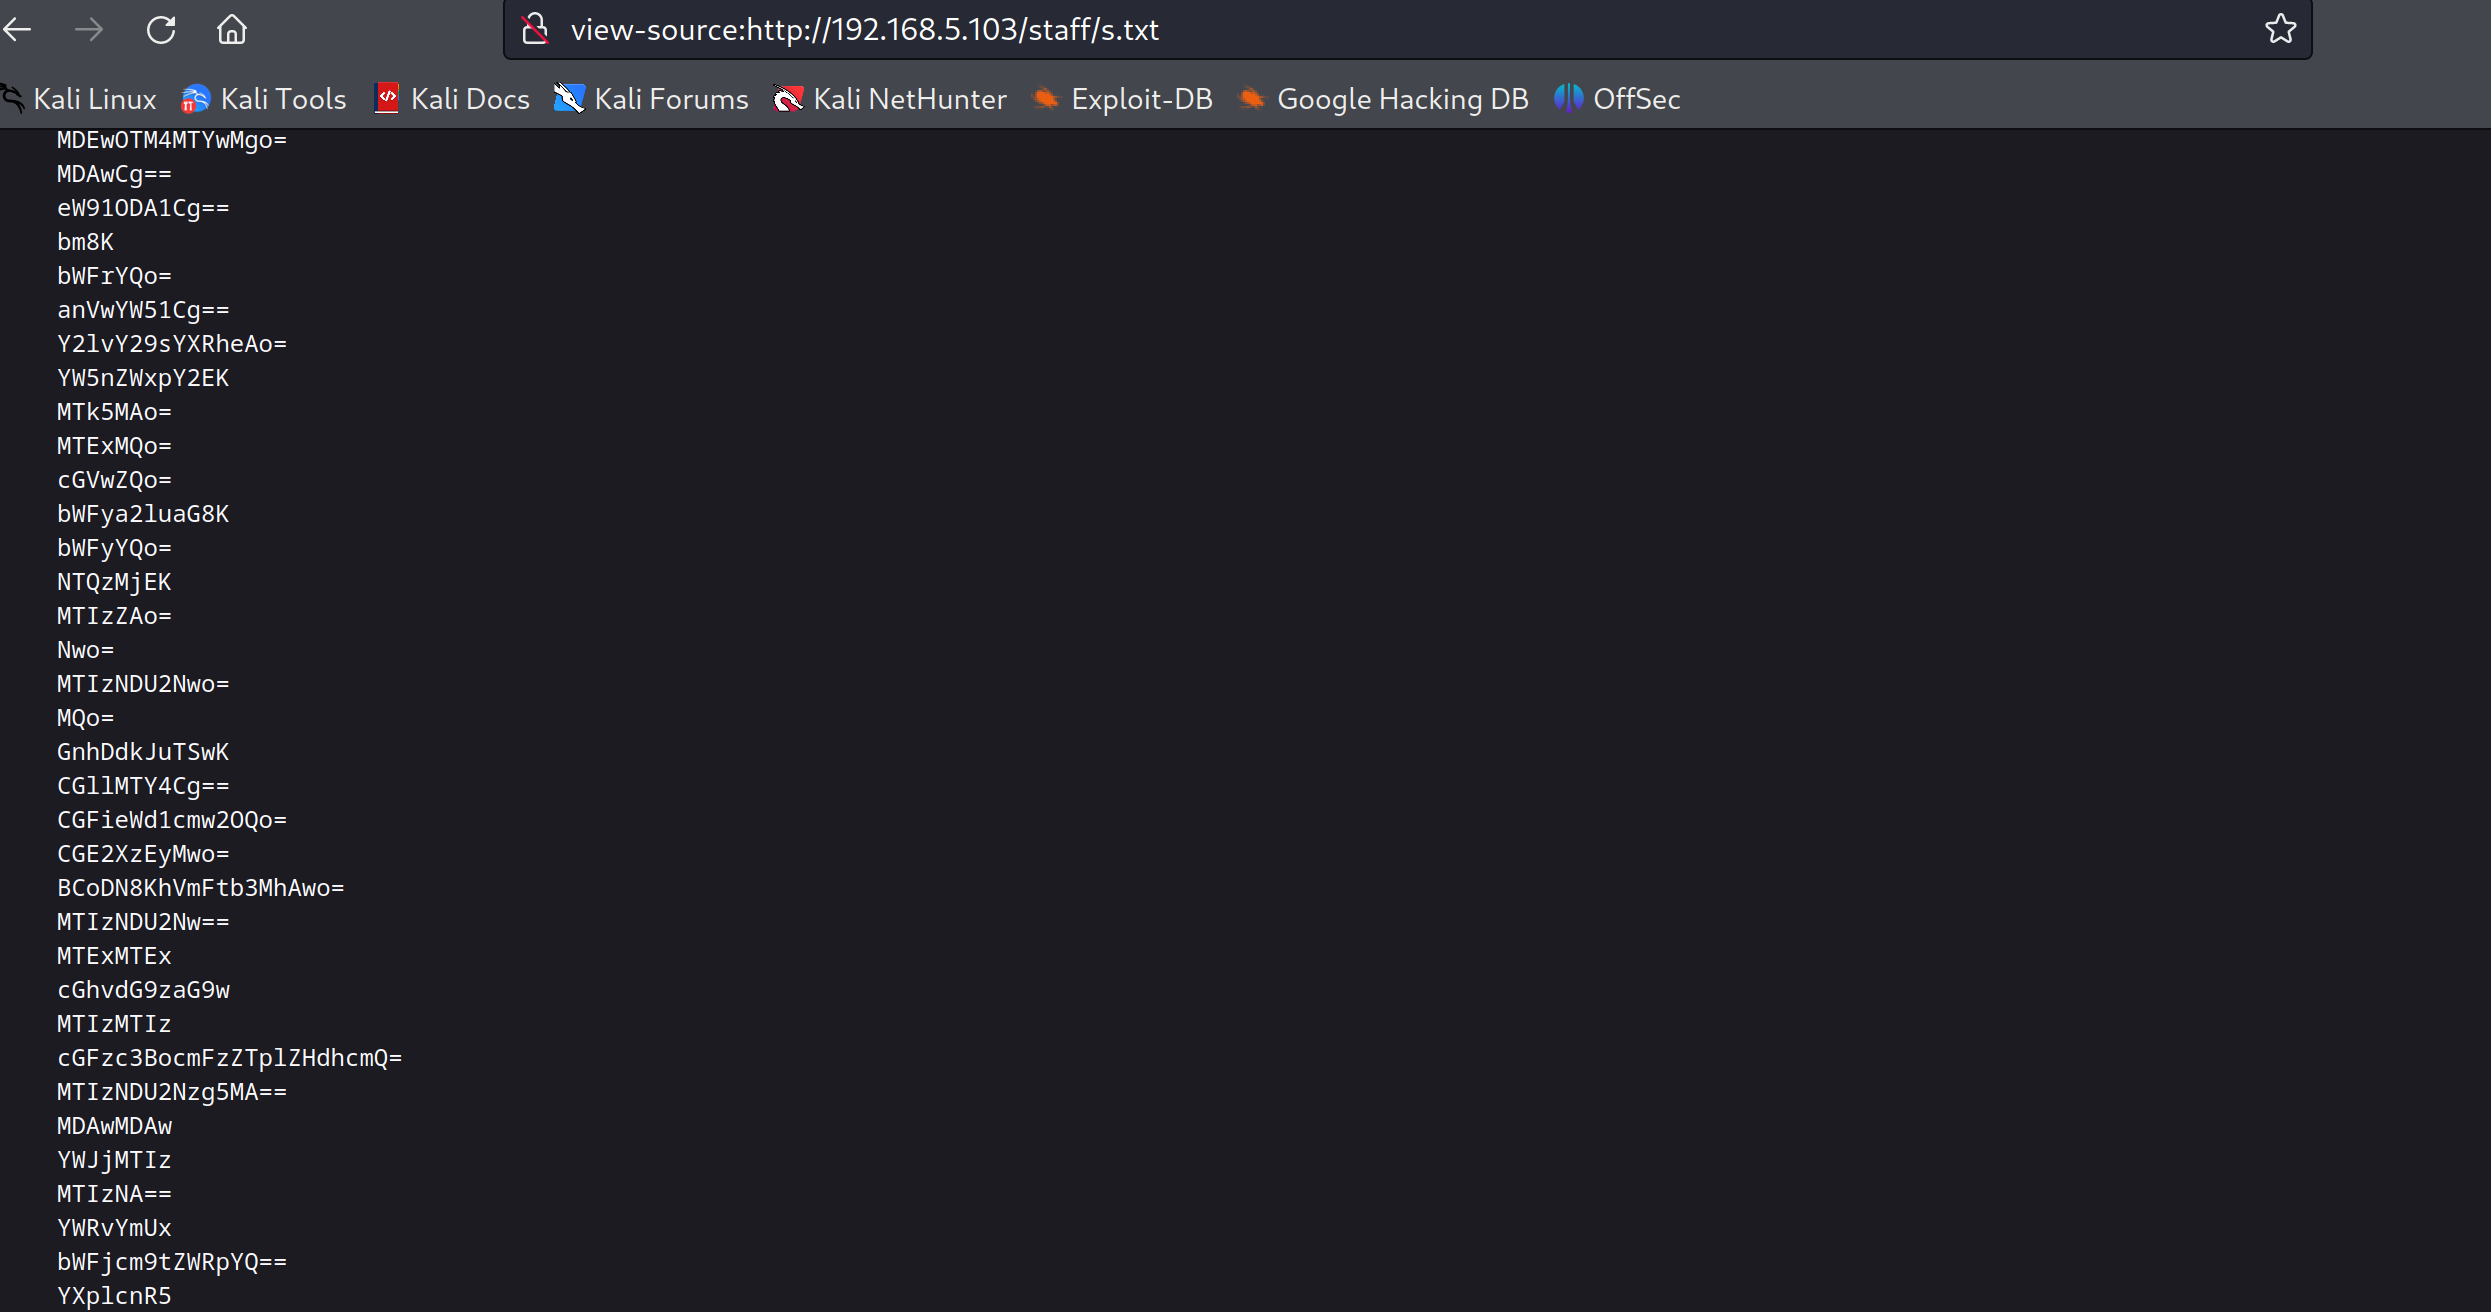 view-source:http://192.168.5.103/staff/s.txt
Kali Linux Kali Tools Kali Docs Kali Forums Kali NetHunter Exploit-DB Google Hacking DB OffSec
MDEwOTM4MTYwMgo=
MDAwCg==
eW91ODA1Cg==
bm8K
bWFrYQo=
anVwYW51Cg==
Y2lvY29sYXRheAo=
YW5nZWxpY2EK
MTk5MAo=
MTExMQo=
cGVwZQo=
bWFya2luaG8K
bWFyYQo=
NTQzMjEK
MTIzZAo=
Nwo=
MTIzNDU2Nwo=
MQo=
GnhDdkJuTSwK
CGllMTY4Cg==
CGFieWd1cmw2OQo=
CGE2XzEyMwo=
BCoDN8KhVmFtb3MhAwo=
MTIzNDU2Nw==
MTExMTEx
cGhvdG9zaG9w
MTIzMTIz
cGFzc3BocmFzZTplZHdhcmQ=
MTIzNDU2Nzg5MA==
MDAwMDAw
YWJjMTIz
MTIzNA==
YWRvYmUx
bWFjcm9tZWRpYQ==
YXplcnR5